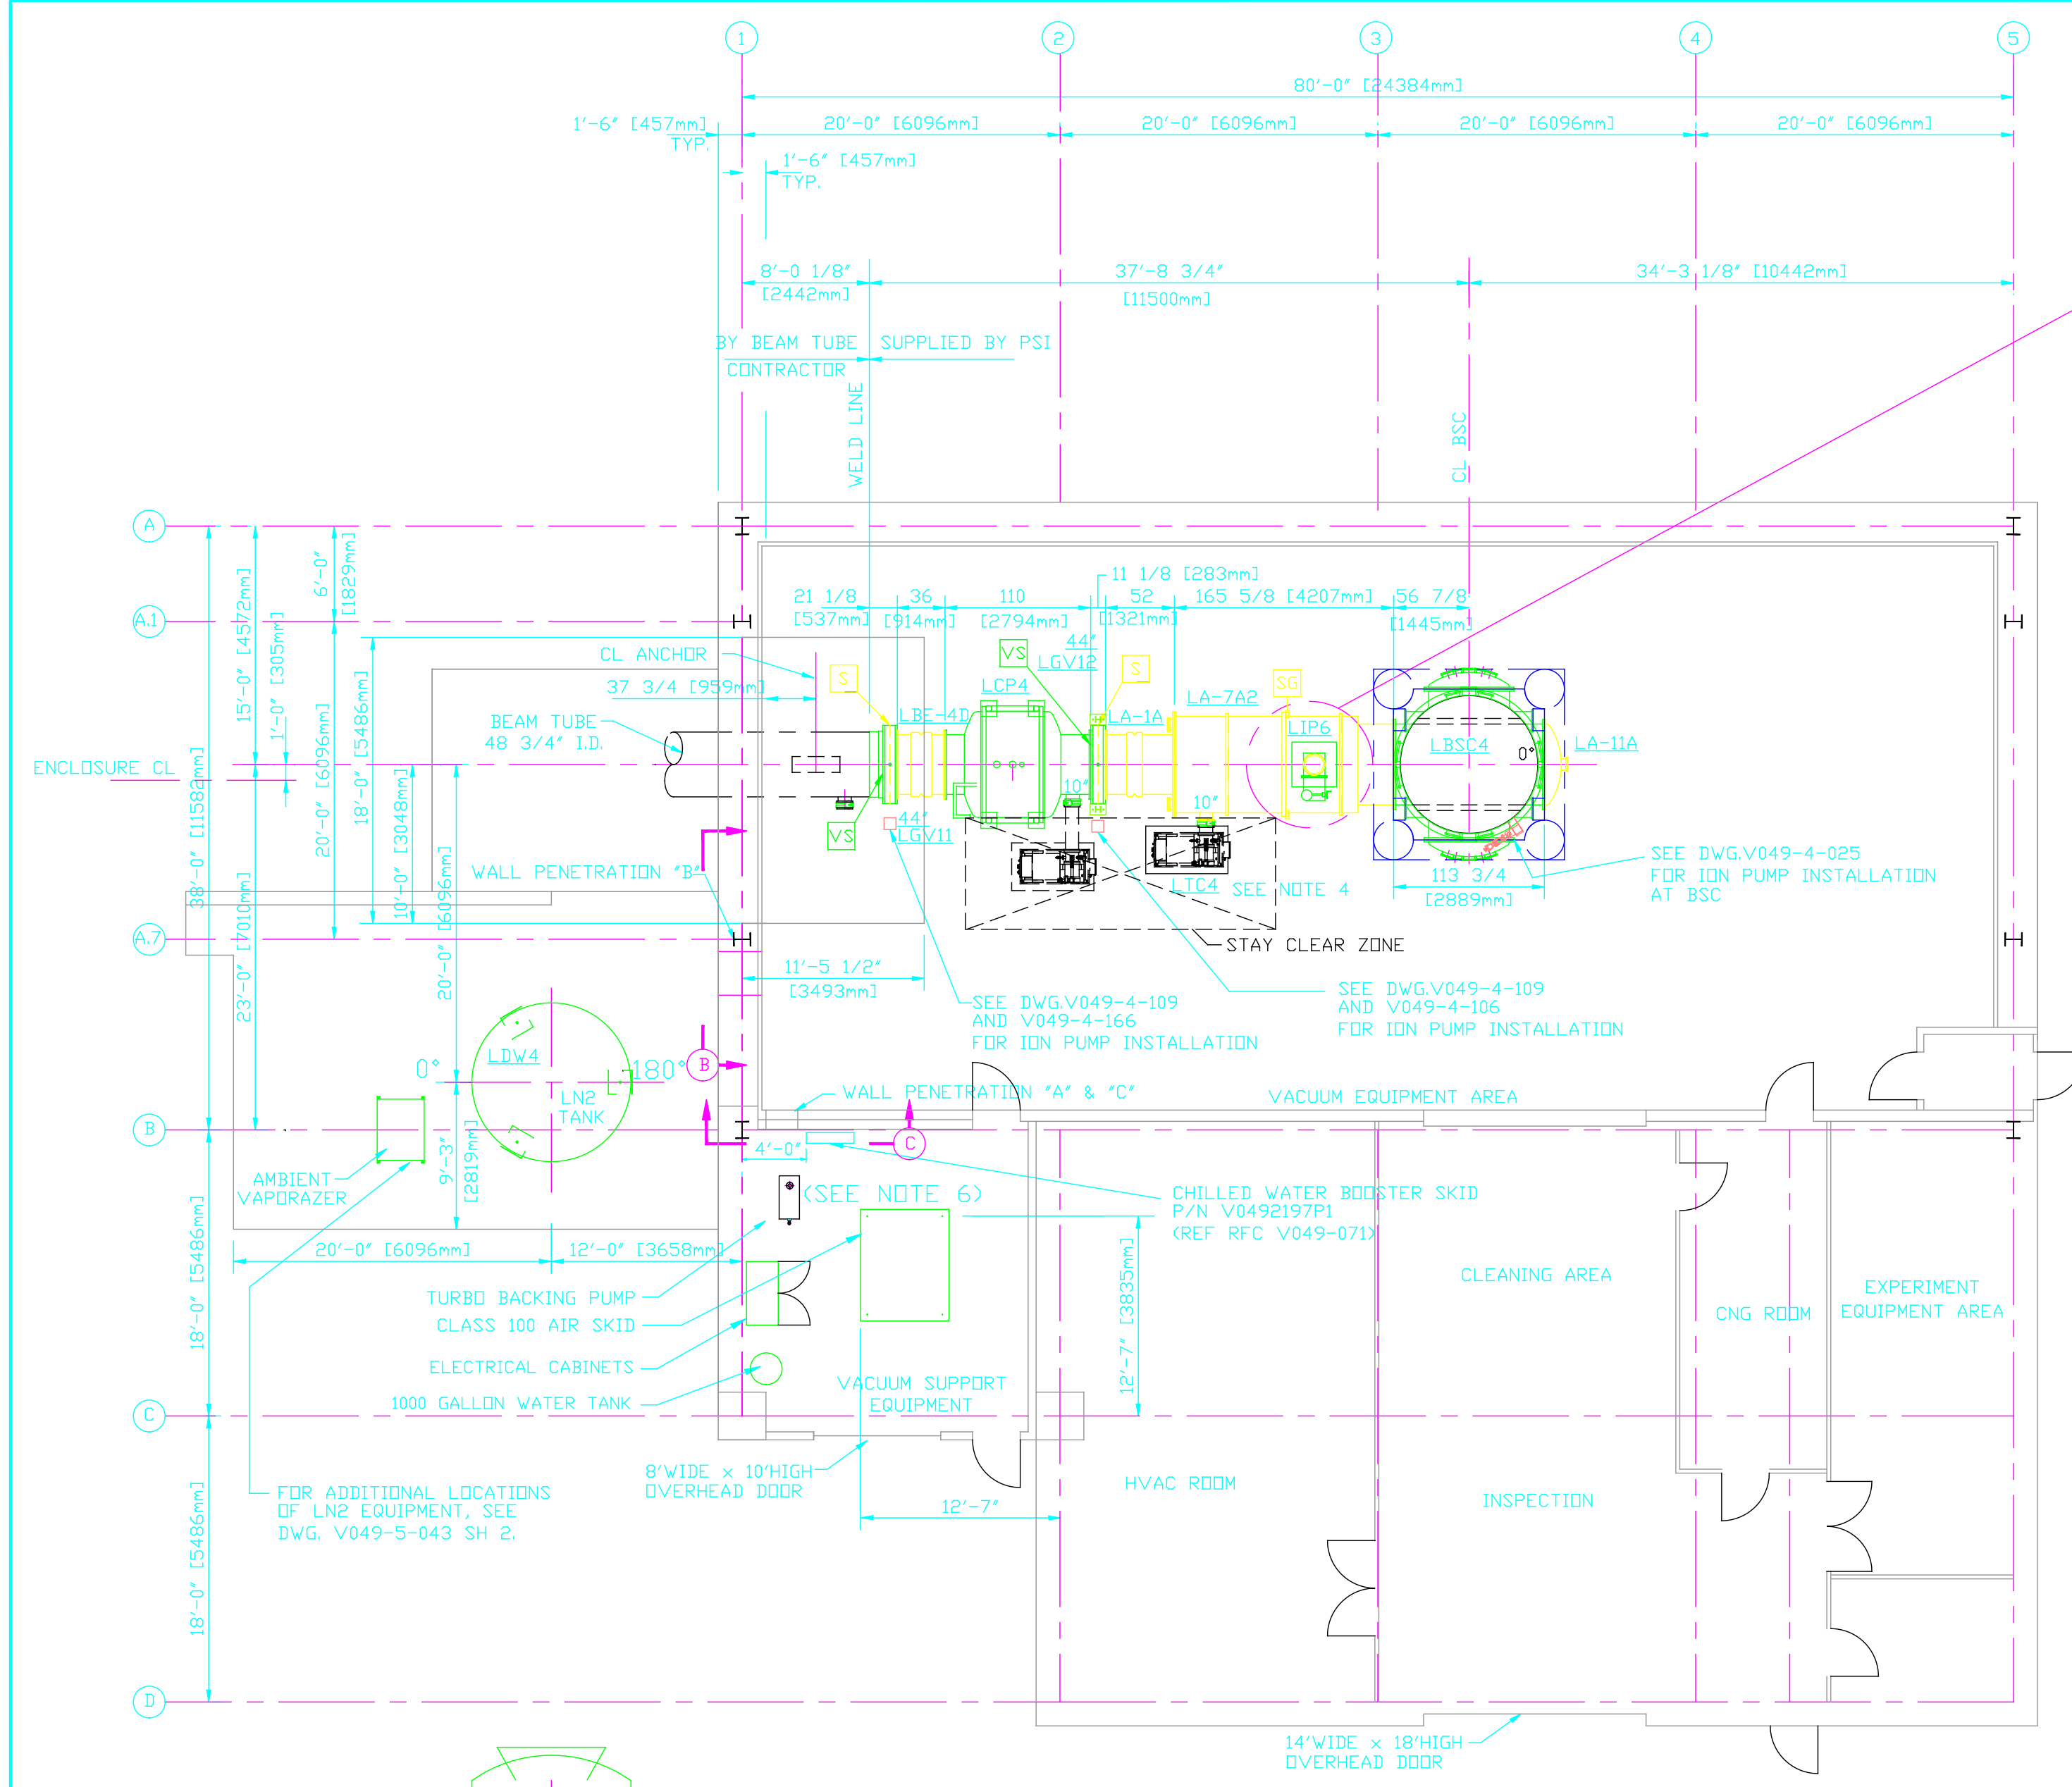 1
2
3
4
5
80'-0" [24384mm]
1'-6" [457mm]
TYP.
20'-0" [6096mm]
20'-0" [6096mm]
20'-0" [6096mm]
20'-0" [6096mm]
1'-6" [457mm]
TYP.
8'-0 1/8"
[2442mm]
37'-8 3/4"
[11500mm]
34'-3 1/8" [10442mm]
BY BEAM TUBE
CONTRACTOR
SUPPLIED BY PSI
WELD LINE
CL BSC
A
A.1
A.7
B
C
D
38'-0" [11582mm]
15'-0" [4572mm]
1'-0" [305mm]
6'-0"
[1829mm]
20'-0" [6096mm]
18'-0" [5486mm]
10'-0" [3048mm]
23'-0" [7010mm]
20'-0" [6096mm]
9'-3"
[2819mm]
18'-0" [5486mm]
18'-0" [5486mm]
ENCLOSURE CL
21 1/8
[537mm]
36
[914mm]
110
[2794mm]
11 1/8 [283mm]
52
[1321mm]
165 5/8 [4207mm]
56 7/8
[1445mm]
CL ANCHOR
37 3/4 [959mm]
BEAM TUBE
48 3/4" I.D.
S
VS
44"
LGV12
S
LBE-4D
LCP4
LA-1A
LA-7A2
SG
LIP6
LBSC4
0°
LA-11A
10"
10"
44"
LGV11
VS
LTC4
SEE NOTE 4
STAY CLEAR ZONE
113 3/4
[2889mm]
SEE DWG.V049-4-025
FOR ION PUMP INSTALLATION
AT BSC
WALL PENETRATION "B"
11'-5 1/2"
[3493mm]
SEE DWG.V049-4-109
AND V049-4-166
FOR ION PUMP INSTALLATION
SEE DWG.V049-4-109
AND V049-4-106
FOR ION PUMP INSTALLATION
LDW4
0°
180°
LN2
TANK
B
C
WALL PENETRATION "A" & "C"
VACUUM EQUIPMENT AREA
4'-0"
AMBIENT
VAPORAZER
20'-0" [6096mm]
12'-0" [3658mm]
(SEE NOTE 6)
CHILLED WATER BOOSTER SKID
P/N V0492197P1
(REF RFC V049-071)
12'-7" [3835mm]
TURBO BACKING PUMP
CLASS 100 AIR SKID
ELECTRICAL CABINETS
1000 GALLON WATER TANK
VACUUM SUPPORT
EQUIPMENT
CLEANING AREA
CNG ROOM
EXPERIMENT
EQUIPMENT AREA
8'WIDE x 10'HIGH
OVERHEAD DOOR
12'-7"
HVAC ROOM
INSPECTION
FOR ADDITIONAL LOCATIONS
OF LN2 EQUIPMENT, SEE
DWG. V049-5-043 SH 2.
14'WIDE x 18'HIGH
OVERHEAD DOOR